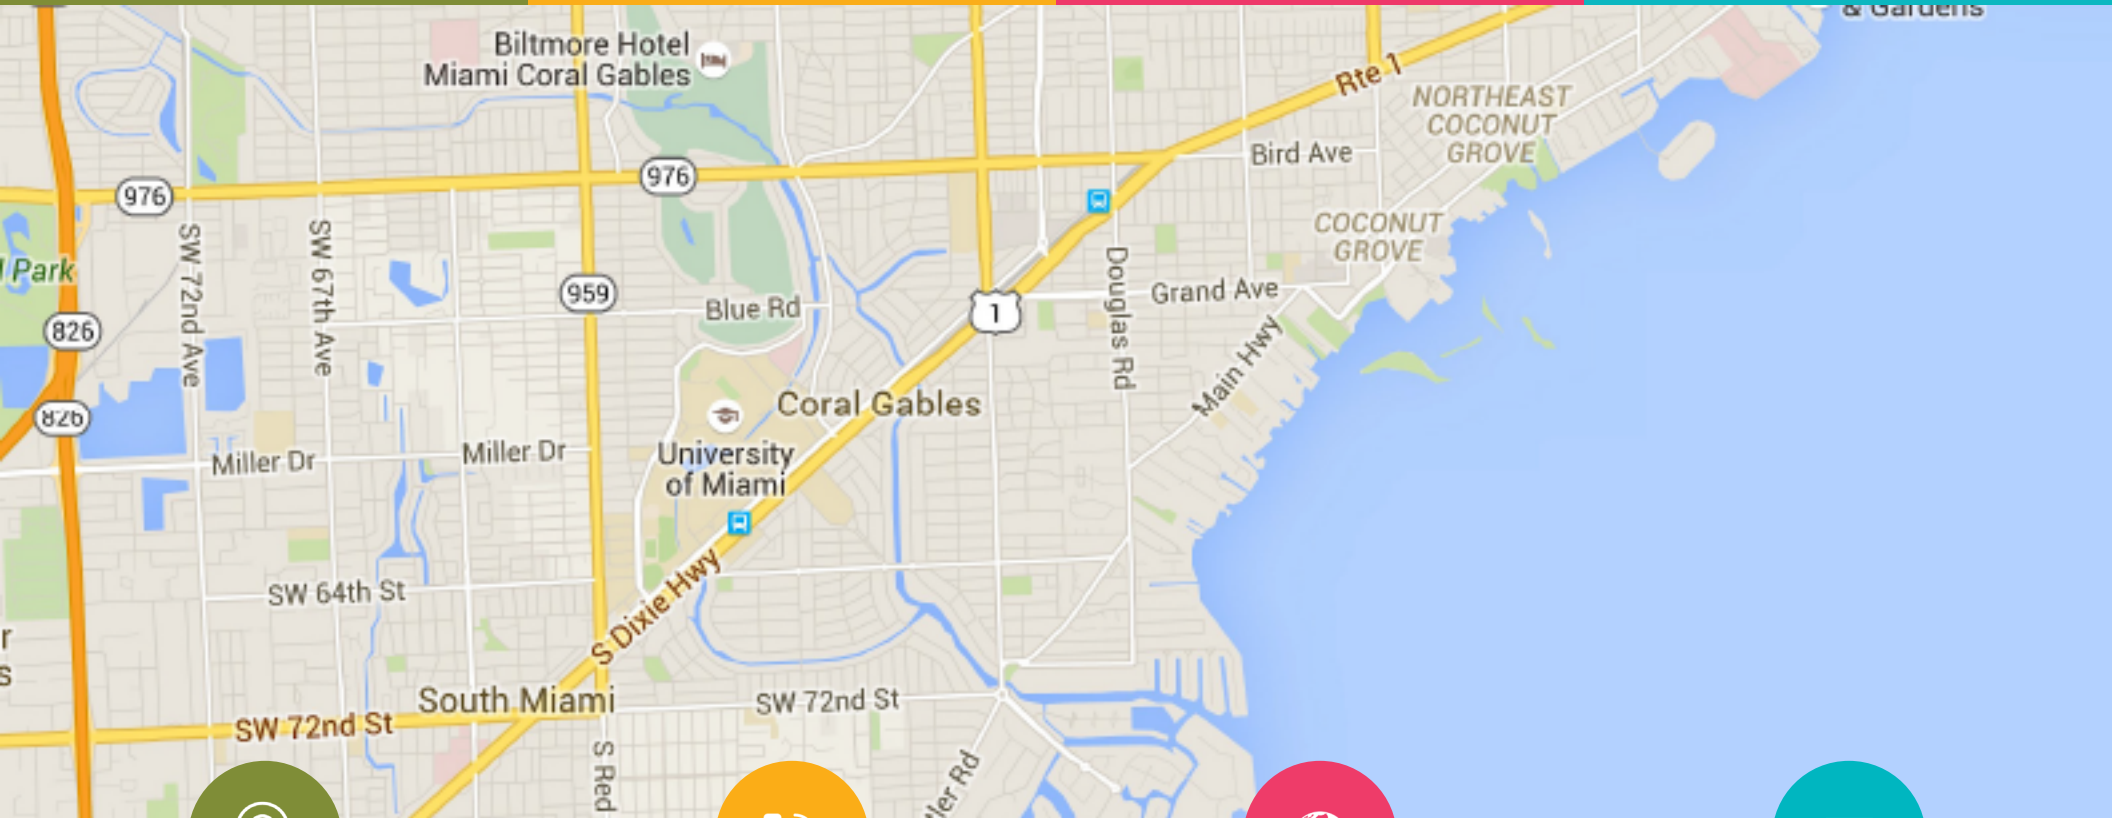 & Gardens
Biltmore Hotel
Miami Coral Gables
Rte 1
NORTHEAST
COCONUT
GROVE
Bird Ave
976
976
COCONUT
GROVE
SW 72nd Ave
SW 67th Ave
Park
959
Blue Rd
Douglas Rd
Grand Ave
1
826
Main Hwy
826
Coral Gables
University
of Miami
Miller Dr
Miller Dr
SW 64th St
S Dixie Hwy
r
s
South Miami
SW 72nd St
SW 72nd St
S Red
ler Rd